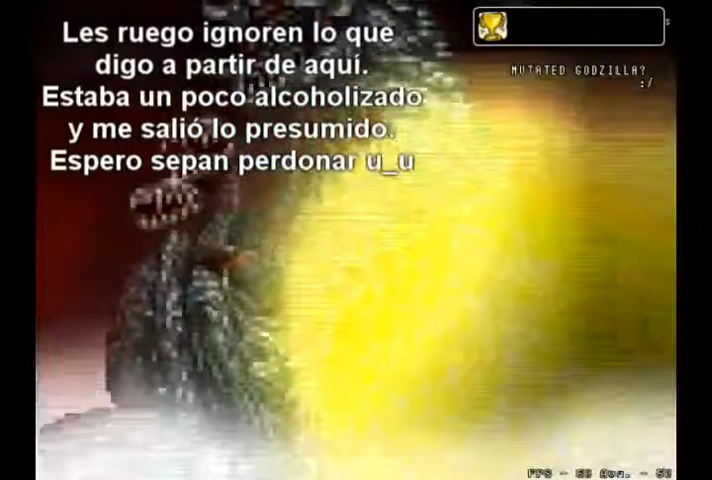 Les ruego ignoren lo que
digo a partir de aquí.
Estaba un poco alcoholizado
y me salió lo presumido.
Espero sepan perdonar u_u
MUTATED GODZILLA?
:/
FPS -